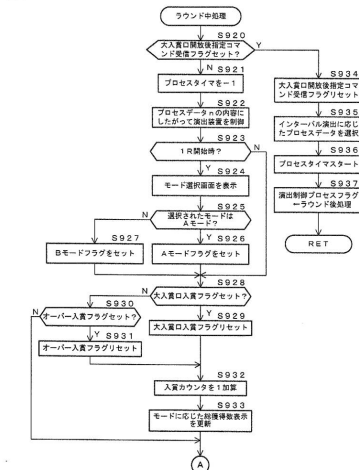 ラウンド中処理
S920
大入賞口開放後指定コマ
ンド受信フラグセット?
Y
N
S921
プロセスタイマを－1
S922
プロセスデータnの内容に
したがって演出装置を制御
S923
1R開始時?
N
Y
S924
モード選択画面を表示
S925
選択されたモードは
Aモード?
N
Y
S927
Bモードフラグをセット
S926
Aモードフラグをセット
S928
大入賞口入賞フラグセット?
N
Y
S930
オーバー入賞フラグセット?
N
Y
S929
大入賞口入賞フラグリセット
S931
オーバー入賞フラグリセット
S932
入賞カウンタを1加算
S933
モードに応じた総獲得数表示
を更新
A
S934
大入賞口開放後指定コマ
ンド受信フラグリセット
S935
インターバル演出に応じ
たプロセスデータを選択
S936
プロセスタイマスタート
S937
演出制御プロセスフラグ
←ラウンド後処理
RET